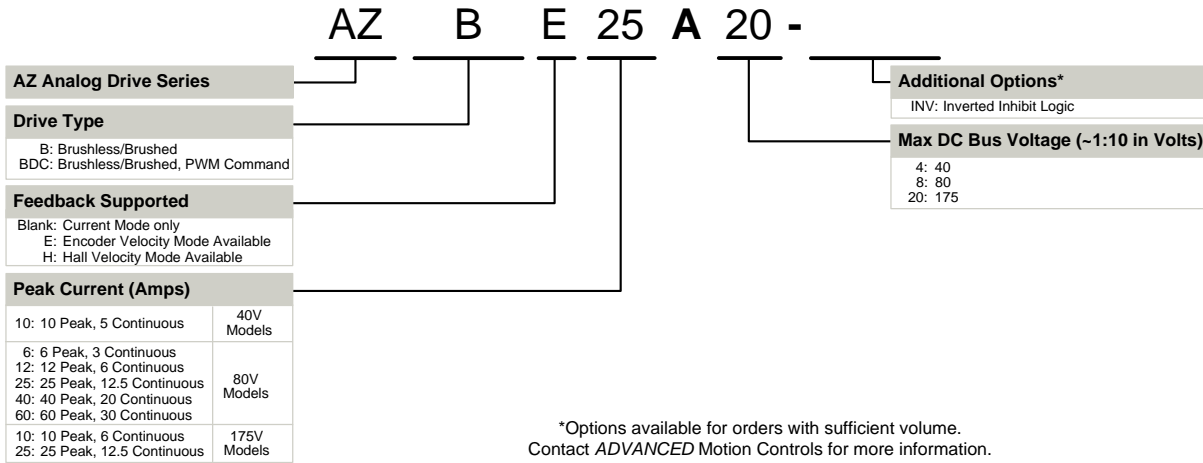 AZ B E 25 A 20 -
AZ Analog Drive Series
Drive Type
B: Brushless/Brushed
BDC: Brushless/Brushed, PWM Command
Feedback Supported
Blank: Current Mode only
E: Encoder Velocity Mode Available
H: Hall Velocity Mode Available
Peak Current (Amps)
10: 10 Peak, 5 Continuous
40V
Models
6: 6 Peak, 3 Continuous
12: 12 Peak, 6 Continuous
25: 25 Peak, 12.5 Continuous
40: 40 Peak, 20 Continuous
60: 60 Peak, 30 Continuous
80V
Models
10: 10 Peak, 6 Continuous
25: 25 Peak, 12.5 Continuous
175V
Models
Additional Options*
INV: Inverted Inhibit Logic
Max DC Bus Voltage (~1:10 in Volts)
4: 40
8: 80
20: 175
*Options available for orders with sufficient volume.
Contact ADVANCED Motion Controls for more information.